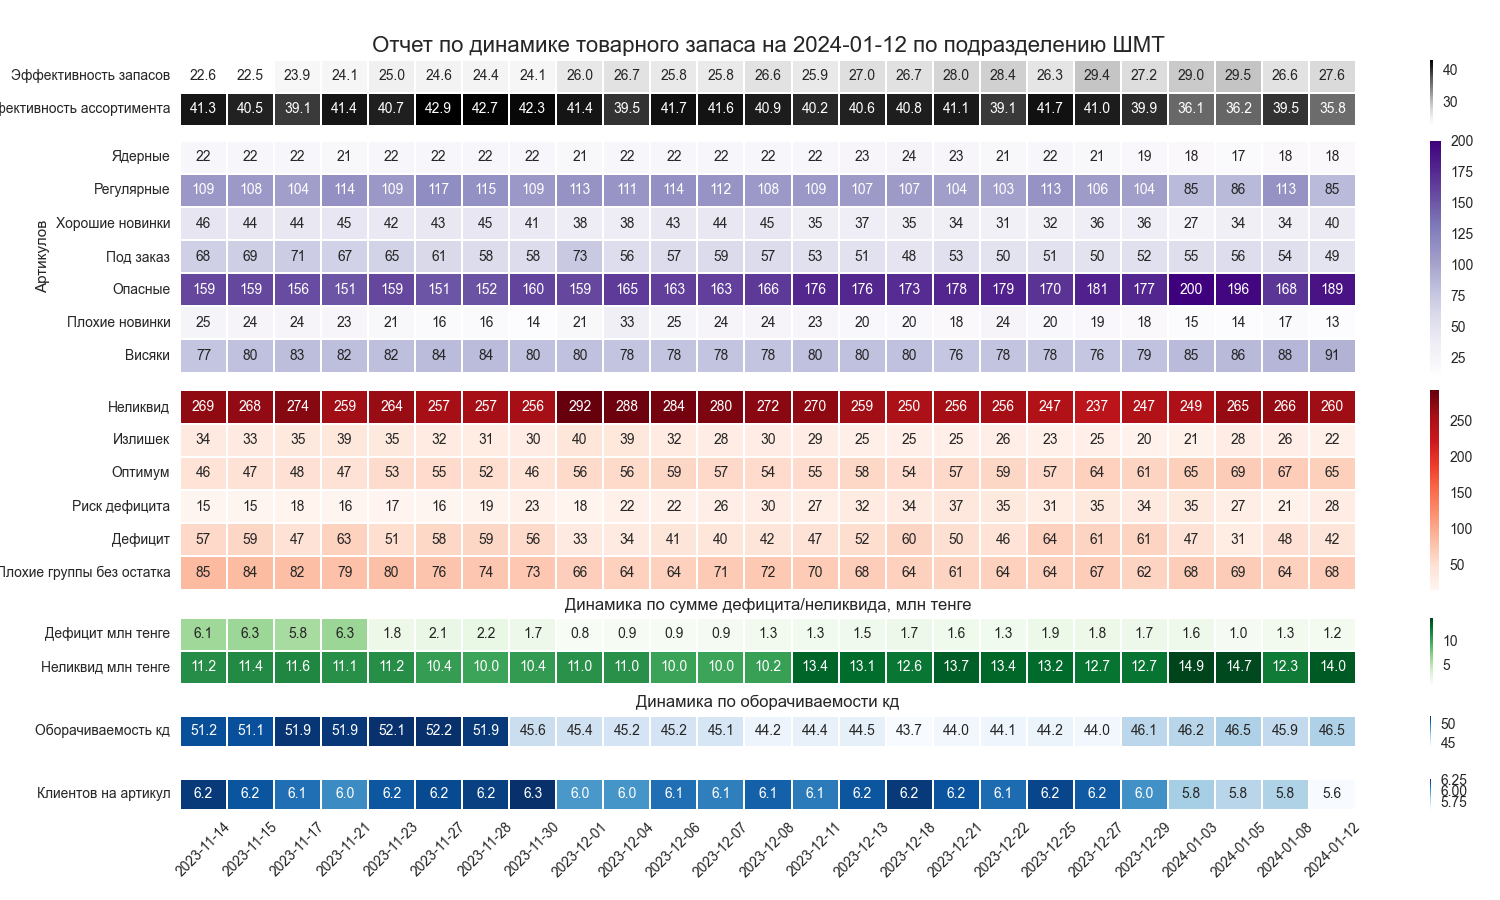 Отчет по динамике товарного запаса на 2024-01-12 по подразделению ШМТ
Эффективность запасов 22.6 22.5 23.9 24.1 25.0 24.6 24.4 24.1 26.0 26.7 25.8 25.8 26.6 25.9 27.0 26.7 28.0 28.4 26.3 29.4 27.2 29.0 29.5 26.6 27.6
фективность ассортимента 41.3 40.5 39.1 41.4 40.7 42.9 42.7 42.3 41.4 39.5 41.7 41.6 40.9 40.2 40.6 40.8 41.1 39.1 41.7 41.0 39.9 36.1 36.2 39.5 35.8
40
30
Артикулов
Ядерные 22 22 22 21 22 22 22 22 21 22 22 22 22 22 23 24 23 21 22 21 19 18 17 18 18
Регулярные 109 108 104 114 109 117 115 109 113 111 114 112 108 109 107 107 104 103 113 106 104 85 86 113 85
Хорошие новинки 46 44 44 45 42 43 45 41 38 38 43 44 45 35 37 35 34 31 32 36 36 27 34 34 40
Под заказ 68 69 71 67 65 61 58 58 73 56 57 59 57 53 51 48 53 50 51 50 52 55 56 54 49
Опасные 159 159 156 151 159 151 152 160 159 165 163 163 166 176 176 173 178 179 170 181 177 200 196 168 189
Плохие новинки 25 24 24 23 21 16 16 14 21 33 25 24 24 23 20 20 18 24 20 19 18 15 14 17 13
Висяки 77 80 83 82 82 84 84 80 80 78 78 78 78 80 80 80 76 78 78 76 79 85 86 88 91
200
175
150
125
100
75
50
25
Неликвид 269 268 274 259 264 257 257 256 292 288 284 280 272 270 259 250 256 256 247 237 247 249 265 266 260
Излишек 34 33 35 39 35 32 31 30 40 39 32 28 30 29 25 25 25 26 23 25 20 21 28 26 22
Оптимум 46 47 48 47 53 55 52 46 56 56 59 57 54 55 58 54 57 59 57 64 61 65 69 67 65
Риск дефицита 15 15 18 16 17 16 19 23 18 22 22 26 30 27 32 34 37 35 31 35 34 35 27 21 28
Дефицит 57 59 47 63 51 58 59 56 33 34 41 40 42 47 52 60 50 46 64 61 61 47 31 48 42
Плохие группы без остатка 85 84 82 79 80 76 74 73 66 64 64 71 72 70 68 64 61 64 64 67 62 68 69 64 68
250
200
150
100
50
Динамика по сумме дефицита/неликвида, млн тенге
Дефицит млн тенге 6.1 6.3 5.8 6.3 1.8 2.1 2.2 1.7 0.8 0.9 0.9 0.9 1.3 1.3 1.5 1.7 1.6 1.3 1.9 1.8 1.7 1.6 1.0 1.3 1.2
Неликвид млн тенге 11.2 11.4 11.6 11.1 11.2 10.4 10.0 10.4 11.0 11.0 10.0 10.0 10.2 13.4 13.1 12.6 13.7 13.4 13.2 12.7 12.7 14.9 14.7 12.3 14.0
10
5
Динамика по оборачиваемости кд
Оборачиваемость кд 51.2 51.1 51.9 51.9 52.1 52.2 51.9 45.6 45.4 45.2 45.2 45.1 44.2 44.4 44.5 43.7 44.0 44.1 44.2 44.0 46.1 46.2 46.5 45.9 46.5
50
45
Клиентов на артикул 6.2 6.2 6.1 6.0 6.2 6.2 6.2 6.3 6.0 6.0 6.1 6.1 6.1 6.1 6.2 6.2 6.2 6.1 6.2 6.2 6.0 5.8 5.8 5.8 5.6
6.25
6.00
5.75
2023-11-14 2023-11-15 2023-11-17 2023-11-21 2023-11-23 2023-11-27 2023-11-28 2023-11-30 2023-12-01 2023-12-04 2023-12-06 2023-12-07 2023-12-08 2023-12-11 2023-12-13 2023-12-18 2023-12-21 2023-12-22 2023-12-25 2023-12-27 2023-12-29 2024-01-03 2024-01-05 2024-01-08 2024-01-12